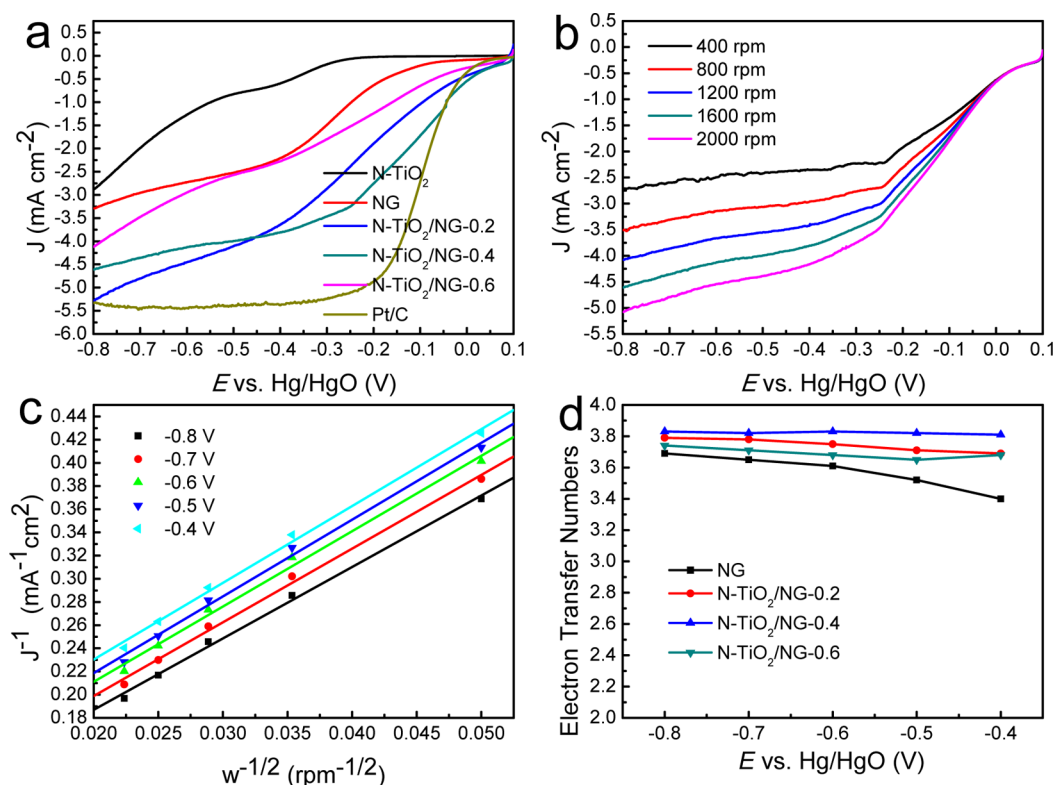 a
0.5
0.0
-0.5
-1.0
-1.5
-2.0
-2.5
-3.0
-3.5
-4.0
-4.5
-5.0
-5.5
-6.0
J (mA cm⁻²)
N-TiO₂
NG
N-TiO₂/NG-0.2
N-TiO₂/NG-0.4
N-TiO₂/NG-0.6
Pt/C
-0.8 -0.7 -0.6 -0.5 -0.4 -0.3 -0.2 -0.1 0.0 0.1
E vs. Hg/HgO (V)
b
0.5
0.0
-0.5
-1.0
-1.5
-2.0
-2.5
-3.0
-3.5
-4.0
-4.5
-5.0
-5.5
J (mA cm⁻²)
400 rpm
800 rpm
1200 rpm
1600 rpm
2000 rpm
-0.8 -0.7 -0.6 -0.5 -0.4 -0.3 -0.2 -0.1 0.0 0.1
E vs. Hg/HgO (V)
c
0.44
0.42
0.40
0.38
0.36
0.34
0.32
0.30
0.28
0.26
0.24
0.22
0.20
0.18
J⁻¹ (mA⁻¹cm2)
-0.8 V
-0.7 V
-0.6 V
-0.5 V
-0.4 V
0.020 0.025 0.030 0.035 0.040 0.045 0.050
w⁻¹/² (rpm⁻¹/²)
d
4.0
3.8
3.6
3.4
3.2
3.0
2.8
2.6
2.4
2.2
2.0
Electron Transfer Numbers
NG
N-TiO₂/NG-0.2
N-TiO₂/NG-0.4
N-TiO₂/NG-0.6
-0.8 -0.7 -0.6 -0.5 -0.4
E vs. Hg/HgO (V)